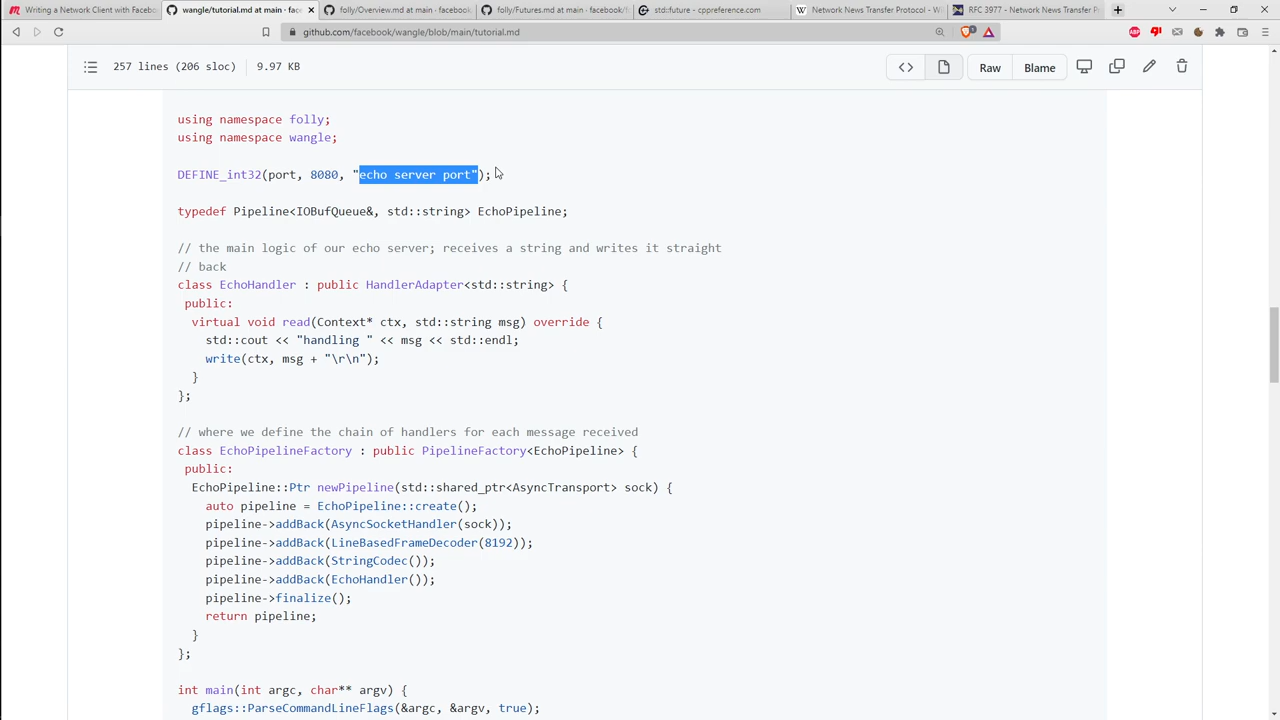 Writing a Network Client with Faceb
wangle/tutorial.md at main · faceb
folly/Overview.md at main · facebook
folly/Futures.md at main · facebook/f
std::future - cppreference.com
Network News Transfer Protocol - Wi
RFC 3977 - Network News Transfer P
github.com/facebook/wangle/blob/main/tutorial.md
257 lines (206 sloc) 9.97 KB
Raw
Blame
using namespace folly;
using namespace wangle;
DEFINE_int32(port, 8080, "echo server port");
typedef Pipeline<IOBufQueue&, std::string> EchoPipeline;
// the main logic of our echo server; receives a string and writes it straight
// back
class EchoHandler : public HandlerAdapter<std::string> {
public:
virtual void read(Context* ctx, std::string msg) override {
std::cout << "handling " << msg << std::endl;
write(ctx, msg + "\r\n");
}
};
// where we define the chain of handlers for each message received
class EchoPipelineFactory : public PipelineFactory<EchoPipeline> {
public:
EchoPipeline::Ptr newPipeline(std::shared_ptr<AsyncTransport> sock) {
auto pipeline = EchoPipeline::create();
pipeline->addBack(AsyncSocketHandler(sock));
pipeline->addBack(LineBasedFrameDecoder(8192));
pipeline->addBack(StringCodec());
pipeline->addBack(EchoHandler());
pipeline->finalize();
return pipeline;
}
};
int main(int argc, char** argv) {
gflags::ParseCommandLineFlags(&argc, &argv, true);